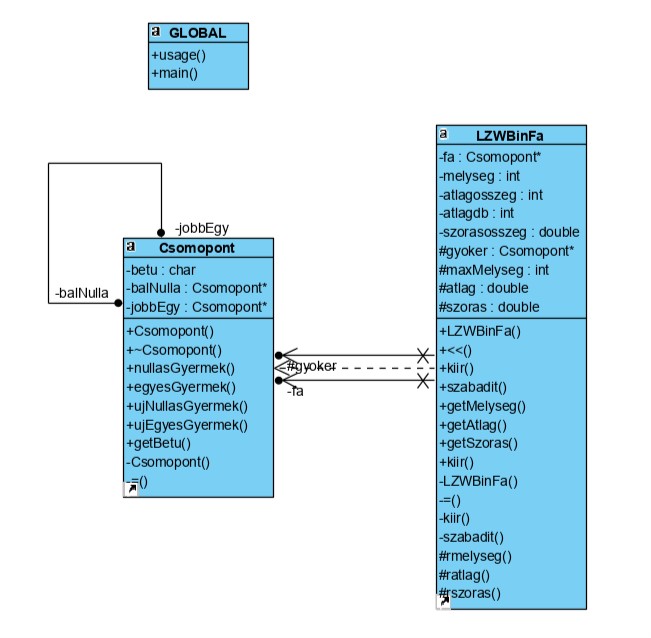 a GLOBAL
+usage()
+main()
-jobbEgy
-balNulla
a
Csomopont
-betu : char
-balNulla : Csomopont*
-jobbEgy : Csomopont*
+Csomopont()
+~Csomopont()
+nullasGyermek()
+egyesGyermek()
+ujNullasGyermek()
+ujEgyesGyermek()
+getBetu()
-Csomopont()
-=()
#gyoker
-fa
a
LZWBinFa
-fa : Csomopont*
-melyseg : int
-atlagosszeg : int
-atlagdb : int
-szorasosszeg : double
#gyoker : Csomopont*
#maxMelyseg : int
#atlag : double
#szoras : double
+LZWBinFa()
+<<()
+kiir()
+szabadit()
+getMelyseg()
+getAtlag()
+getSzoras()
+kiir()
-LZWBinFa()
-=()
-kiir()
-szabadit()
#rmelyseg()
#ratlag()
#rszoras()